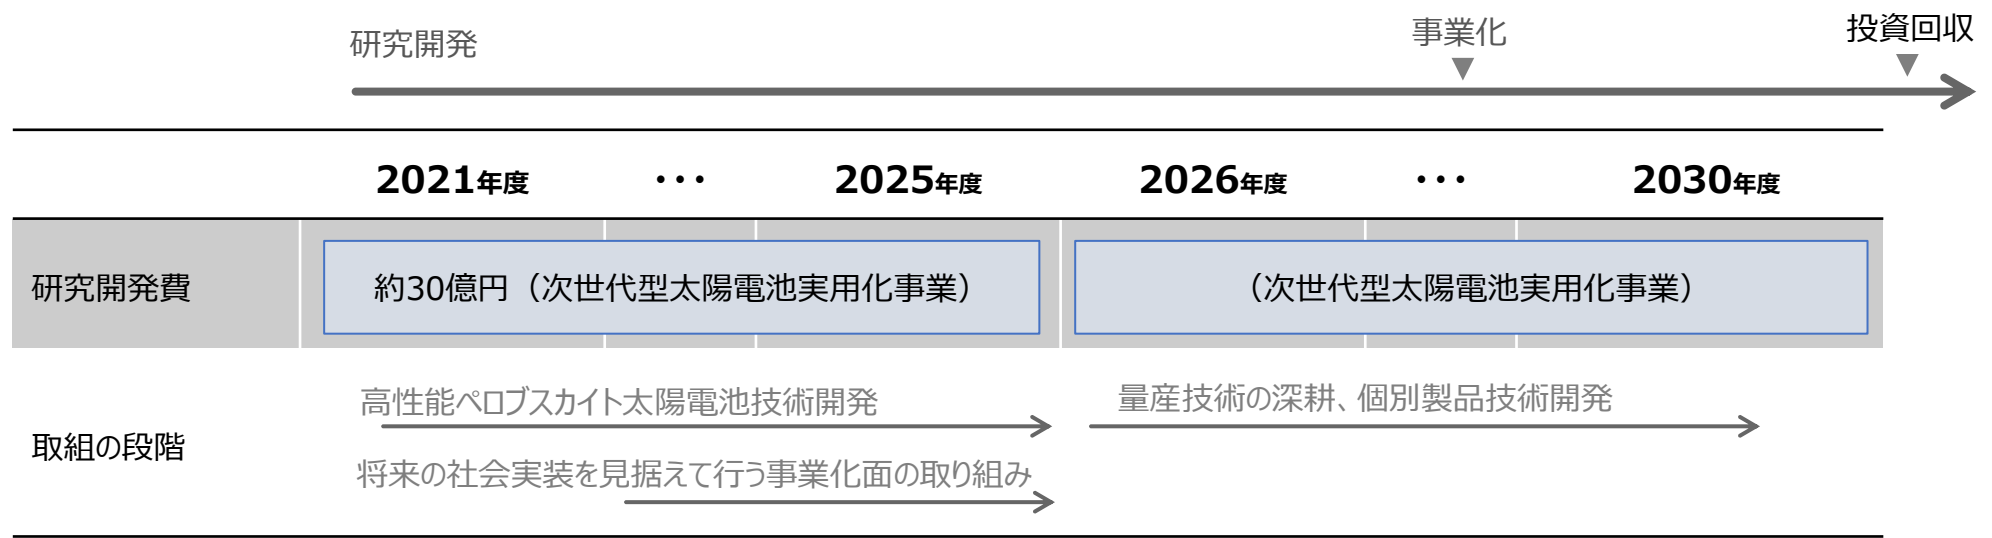 研究開発
事業化
投資回収
2021年度 ・・・ 2025年度 2026年度 ・・・ 2030年度
研究開発費 約30億円（次世代型太陽電池実用化事業） （次世代型太陽電池実用化事業）
高性能ペロブスカイト太陽電池技術開発 量産技術の深耕、個別製品技術開発
取組の段階
将来の社会実装を見据えて行う事業化面の取り組み